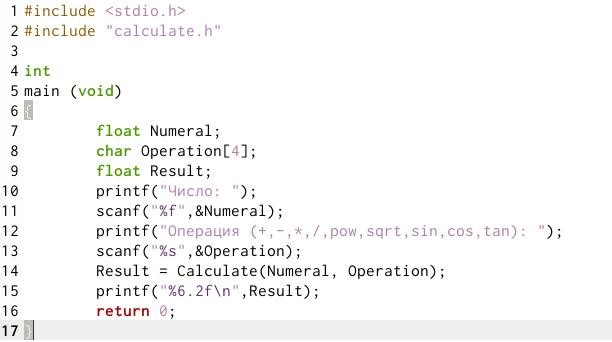 1 #include <stdio.h>
2 #include "calculate.h"
3
4 int
5 main (void)
6 {
7 float Numeral;
8 char Operation[4];
9 float Result;
10 printf("Число: ");
11 scanf("%f",&Numeral);
12 printf("Операция (+,-,*,/,pow,sqrt,sin,cos,tan): ");
13 scanf("%s",&Operation);
14 Result = Calculate(Numeral, Operation);
15 printf("%6.2f\n",Result);
16 return 0;
17 }